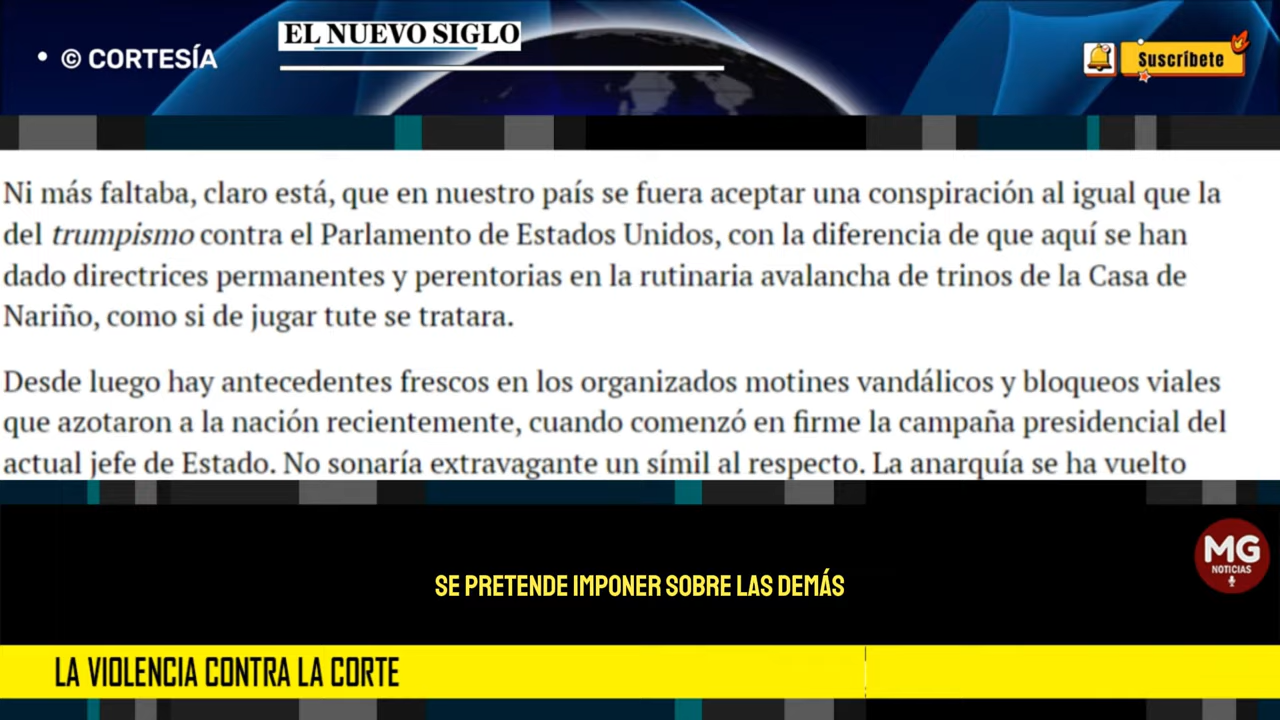 • © CORTESÍA
EL NUEVO SIGLO
Suscríbete
Ni más faltaba, claro está, que en nuestro país se fuera aceptar una conspiración al igual que la
del trumpismo contra el Parlamento de Estados Unidos, con la diferencia de que aquí se han
dado directrices permanentes y perentorias en la rutinaria avalancha de trinos de la Casa de
Nariño, como si de jugar tute se tratara.
Desde luego hay antecedentes frescos en los organizados motines vandálicos y bloqueos viales
que azotaron a la nación recientemente, cuando comenzó en firme la campaña presidencial del
actual jefe de Estado. No sonaría extravagante un símil al respecto. La anarquía se ha vuelto
MG
NOTICIAS
SE PRETENDE IMPONER SOBRE LAS DEMÁS
LA VIOLENCIA CONTRA LA CORTE